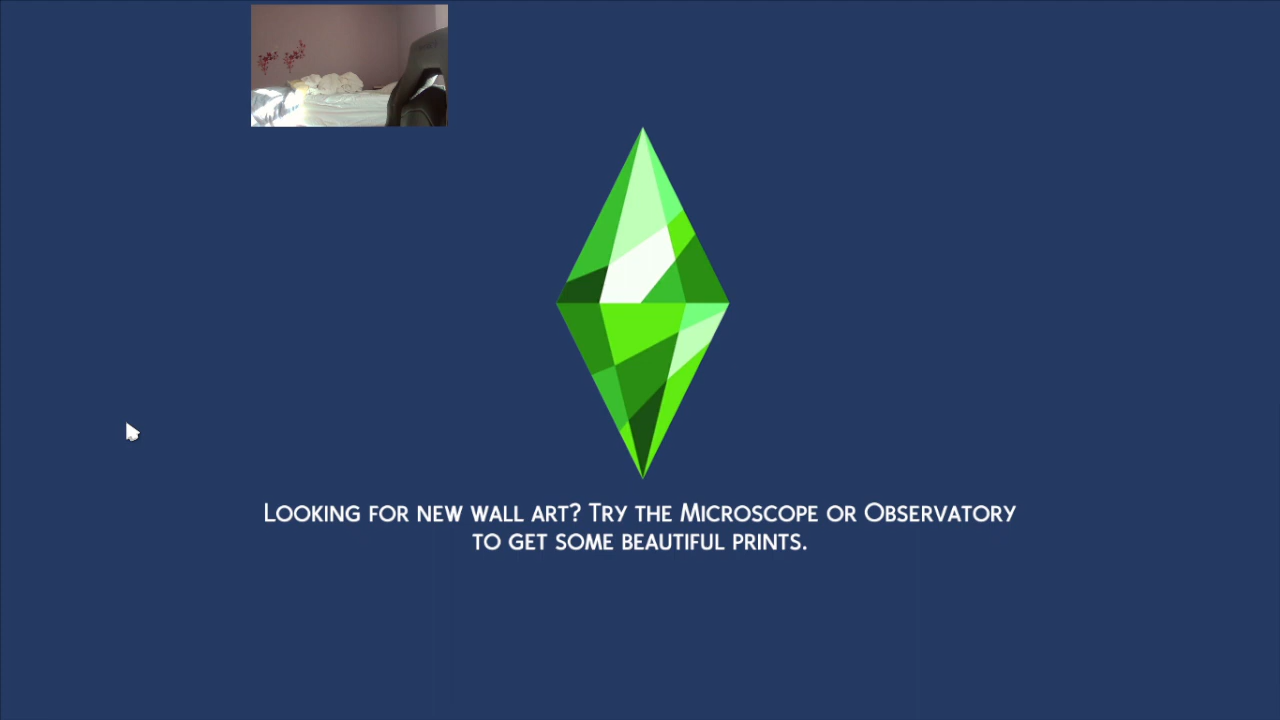 Looking for new wall art? Try the Microscope or Observatory
to get some beautiful prints.